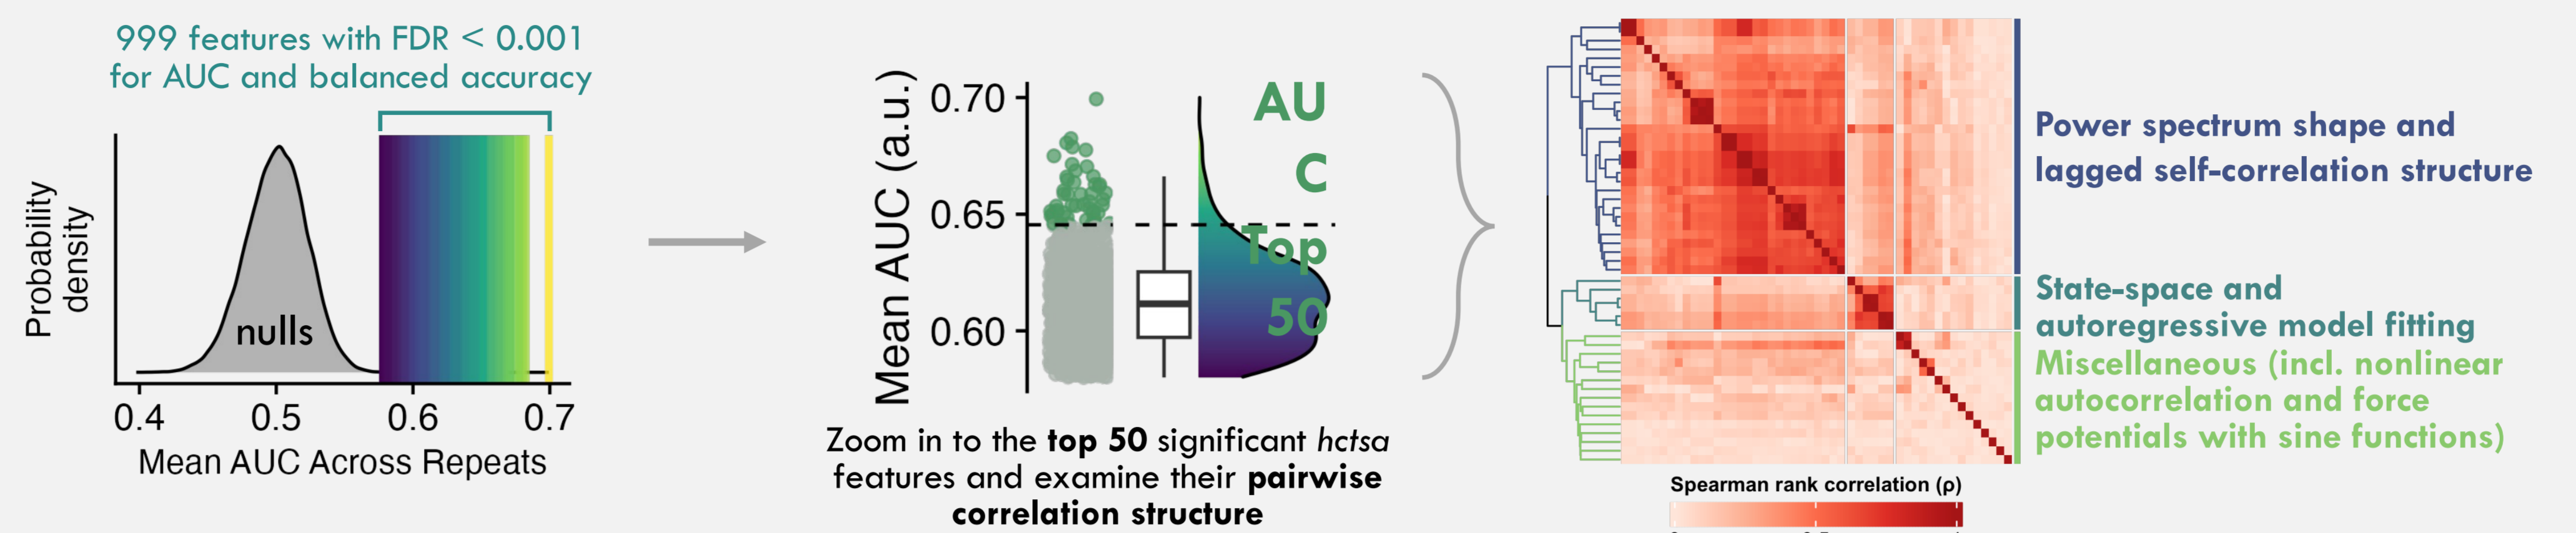 999 features with FDR < 0.001
for AUC and balanced accuracy
Probability
density
nulls
0.4 0.5 0.6 0.7
Mean AUC Across Repeats
Mean AUC (a.u.)
0.70
0.65
0.60
AU
C
Top
50
Zoom in to the top 50 significant hctsa
features and examine their pairwise
correlation structure
Power spectrum shape and
lagged self-correlation structure
State-space and
autoregressive model fitting
Miscellaneous (incl. nonlinear
autocorrelation and force
potentials with sine functions)
Spearman rank correlation (ρ)